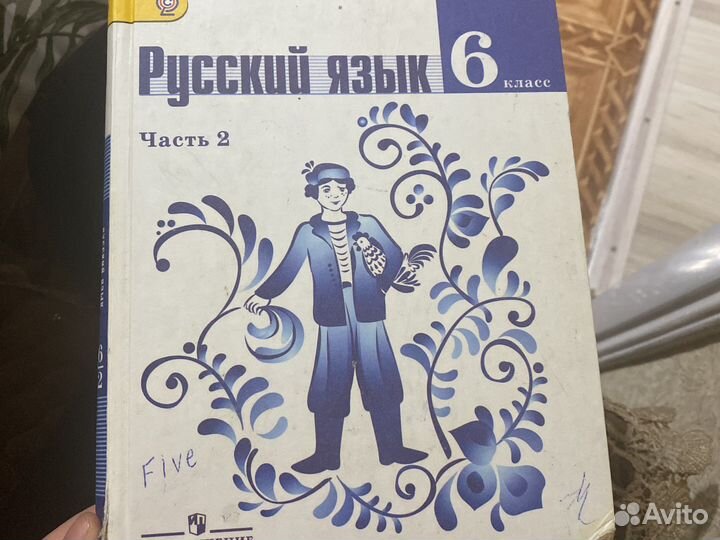 Русский язык 6
класс
Часть 2
Five
Avito